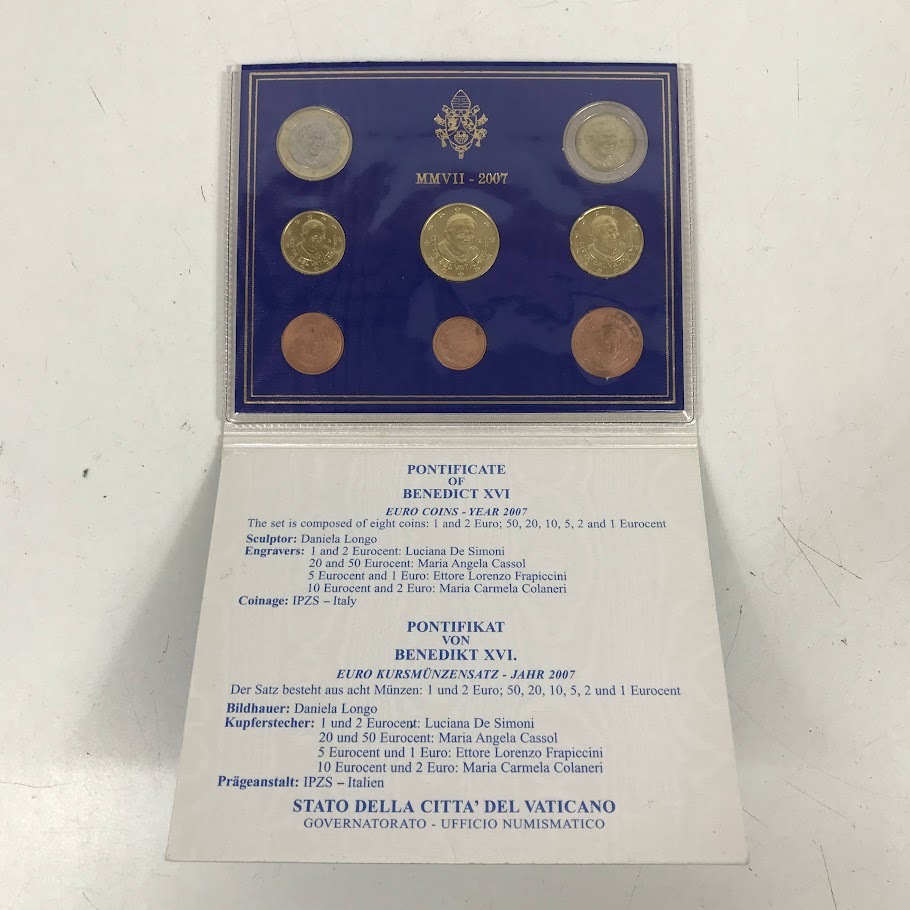 MMVII - 2007
PONTIFICATE
OF
BENEDICT XVI
EURO COINS - YEAR 2007
The set is composed of eight coins: 1 and 2 Euro; 50, 20, 10, 5, 2 and 1 Eurocent
Sculptor: Daniela Longo
Engravers: 1 and 2 Eurocent: Luciana De Simoni
20 and 50 Eurocent: Maria Angela Cassol
5 Eurocent and 1 Euro: Ettore Lorenzo Frapiccini
10 Eurocent and 2 Euro: Maria Carmela Colaneri
Coinage: IPZS – Italy
PONTIFIKAT
VON
BENEDIKT XVI.
EURO KURSMÜNZENSATZ - JAHR 2007
Der Satz besteht aus acht Münzen: 1 und 2 Euro; 50, 20, 10, 5, 2 und 1 Eurocent
Bildhauer: Daniela Longo
Kupferstecher: 1 und 2 Eurocent: Luciana De Simoni
20 und 50 Eurocent: Maria Angela Cassol
5 Eurocent und 1 Euro: Ettore Lorenzo Frapiccini
10 Eurocent und 2 Euro: Maria Carmela Colaneri
Prägeanstalt: IPZS – Italien
STATO DELLA CITTA' DEL VATICANO
GOVERNATORATO - UFFICIO NUMISMATICO